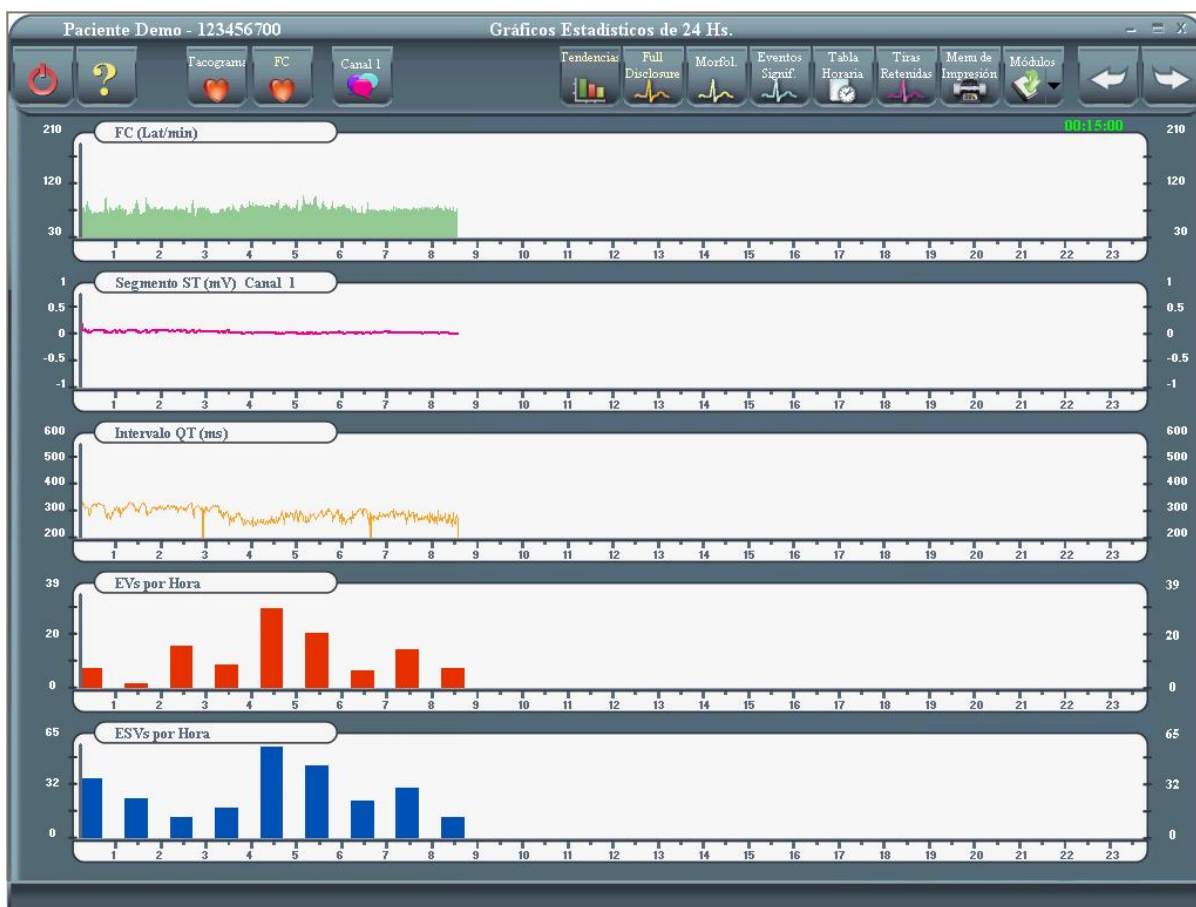 Paciente Demo - 123456700 Gráficos Estadísticos de 24 Hs.
Tacograma FC Canal 1 Tendencias Full Disclosure Morfol. Eventos Signif. Tabla Horaria Tiras Retenidas Menu de Impresión Módulos
00:15:00
FC (Lat/min)
210 210
120 120
30 30
1 2 3 4 5 6 7 8 9 10 11 12 13 14 15 16 17 18 19 20 21 22 23
Segmento ST (mV) Canal 1
1 1
0.5 0.5
0 0
-0.5 -0.5
-1 -1
1 2 3 4 5 6 7 8 9 10 11 12 13 14 15 16 17 18 19 20 21 22 23
Intervalo QT (ms)
600 600
500 500
400 400
300 300
200 200
1 2 3 4 5 6 7 8 9 10 11 12 13 14 15 16 17 18 19 20 21 22 23
EVs por Hora
39 39
20 20
0 0
1 2 3 4 5 6 7 8 9 10 11 12 13 14 15 16 17 18 19 20 21 22 23
ESVs por Hora
65 65
32 32
0 0
1 2 3 4 5 6 7 8 9 10 11 12 13 14 15 16 17 18 19 20 21 22 23